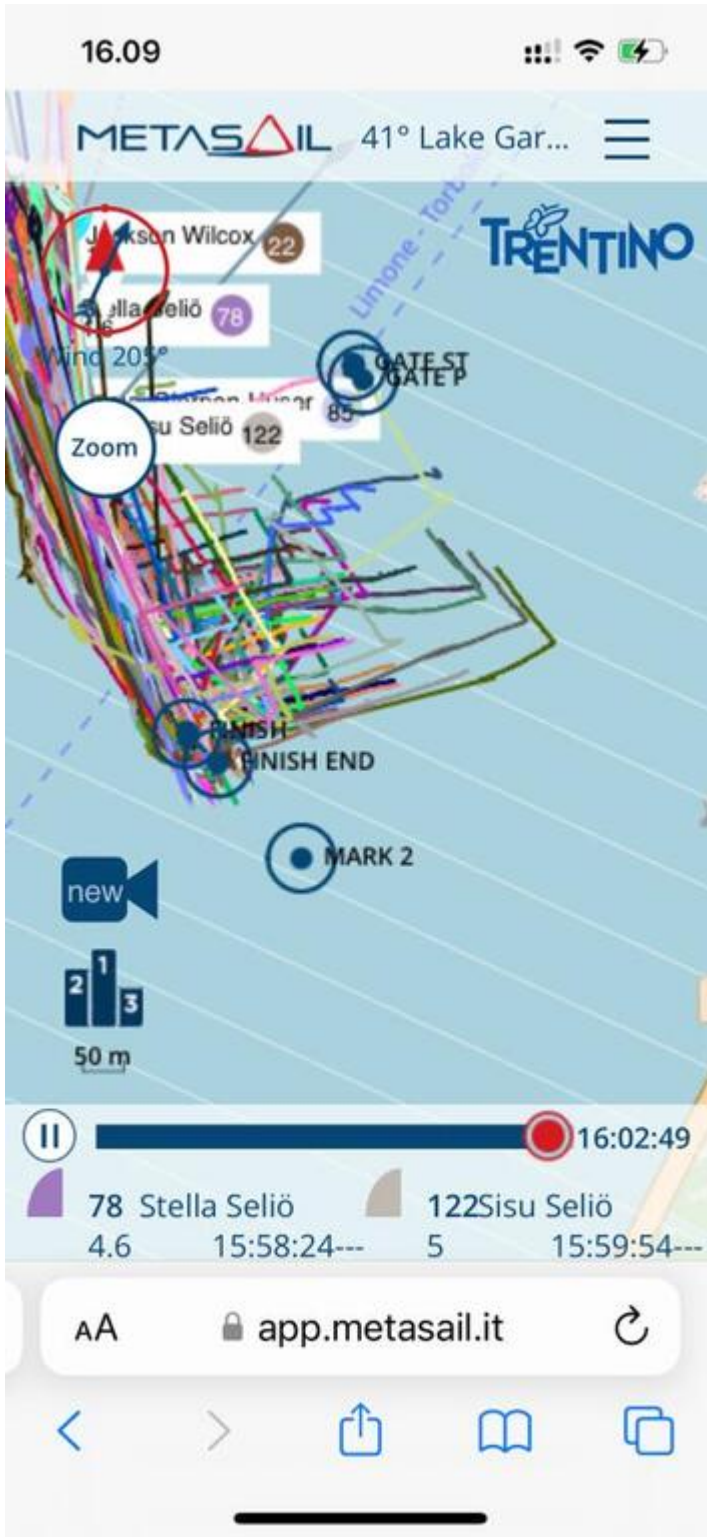 16.09
METASAIL 41° Lake Gar...
TRENTINO
Wilcox 22
Seliö 78
Wind 205°
85
Seliö 122
Zoom
Limone -
GATE ST
GATE P
FINISH
FINISH END
MARK 2
new
2 1 3
50 m
16:02:49
78 Stella Seliö
4.6 15:58:24---
122Sisu Seliö
5 15:59:54---
AA app.metasail.it